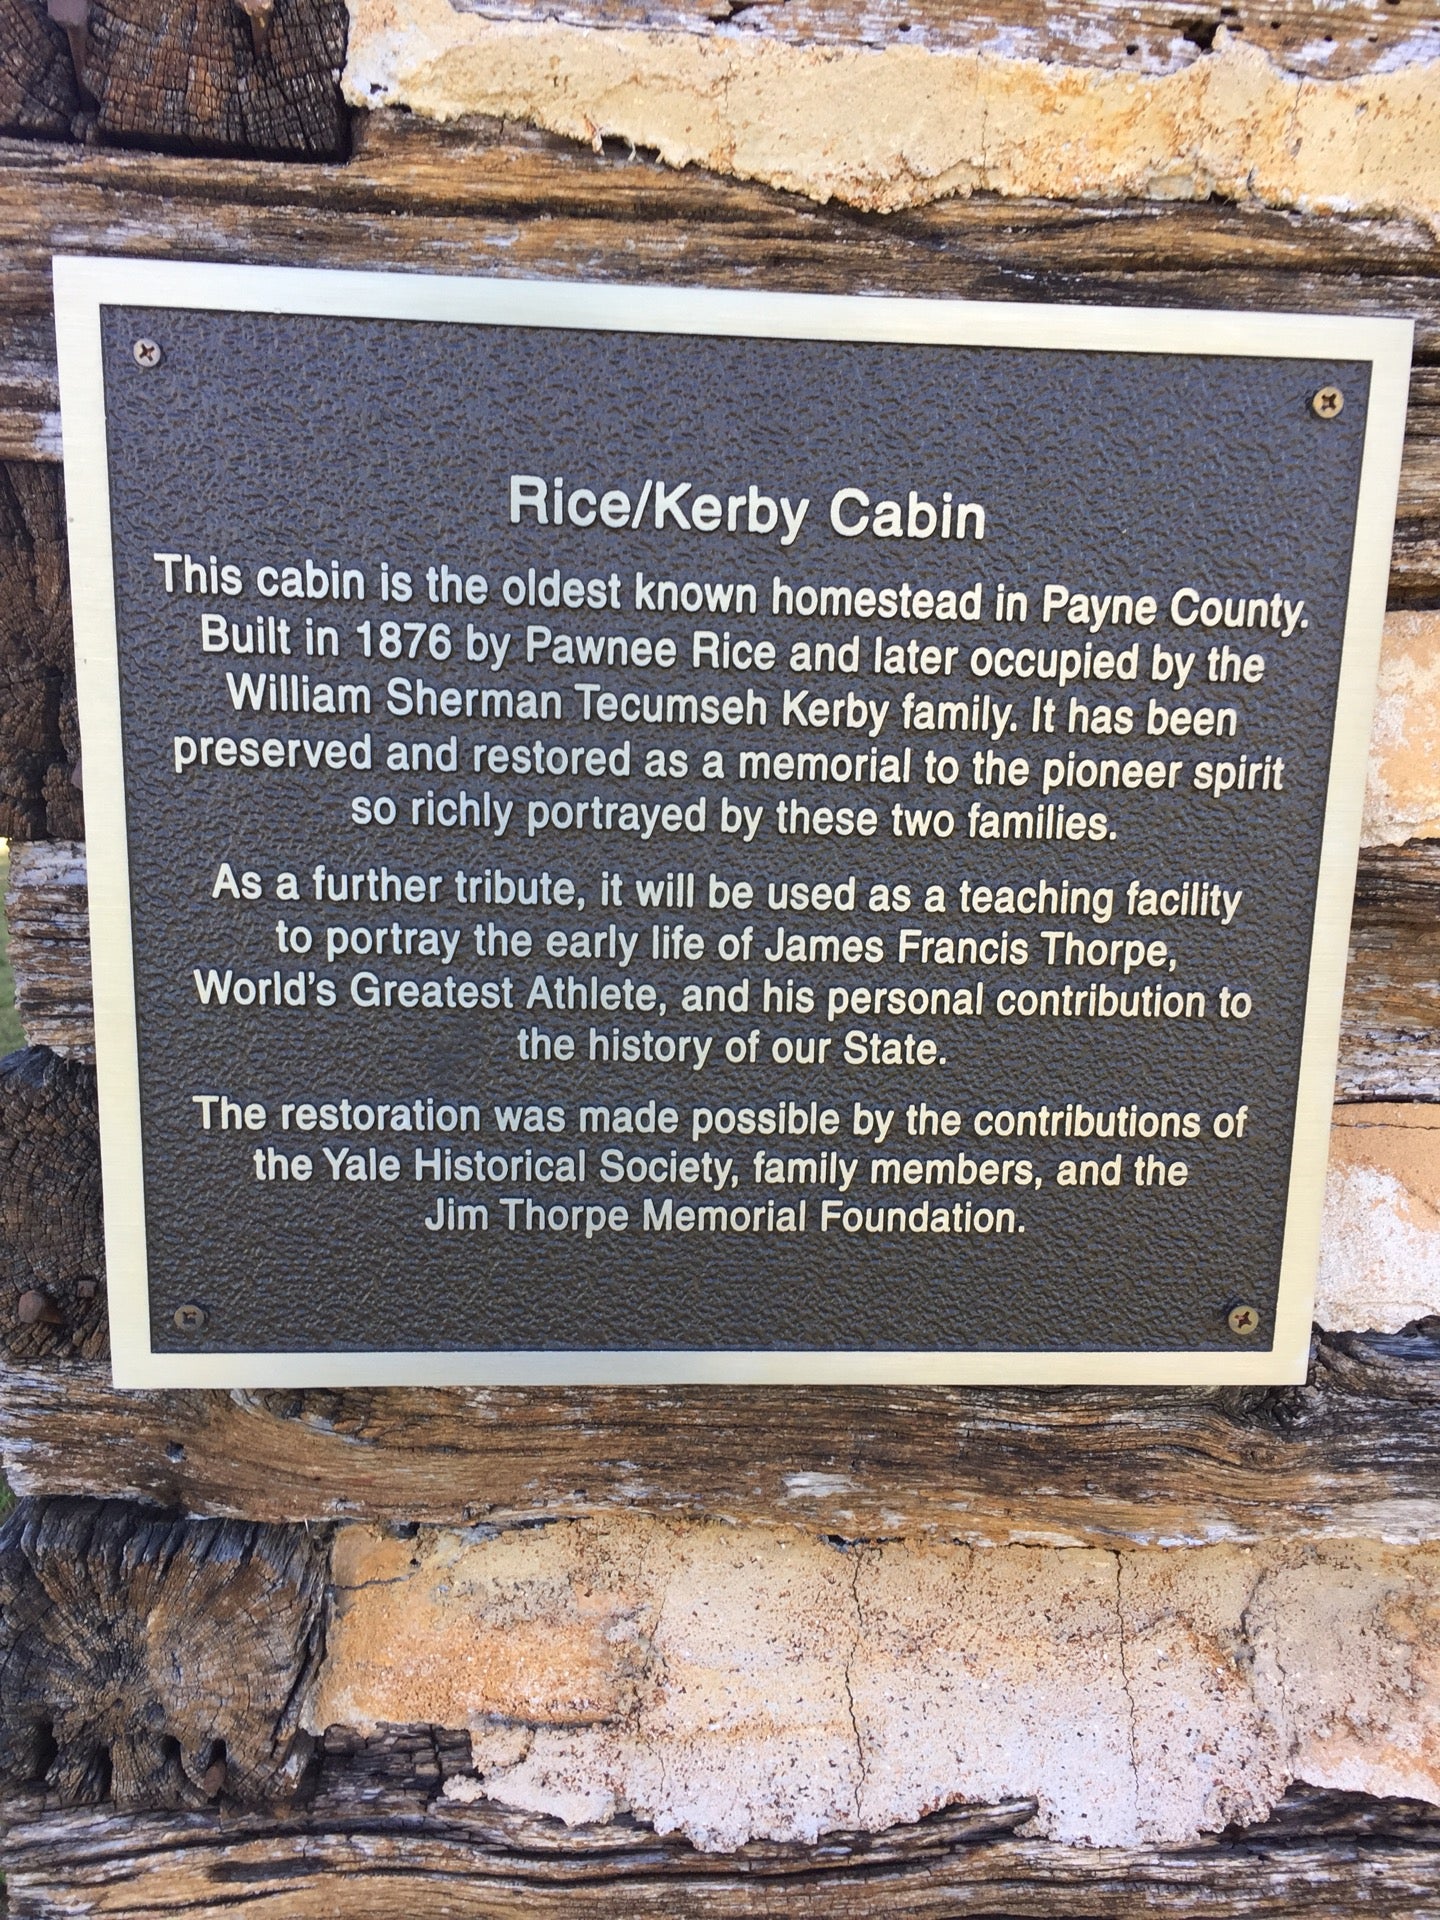 Rice/Kerby Cabin
This cabin is the oldest known homestead in Payne County.
Built in 1876 by Pawnee Rice and later occupied by the
William Sherman Tecumseh Kerby family. It has been
preserved and restored as a memorial to the pioneer spirit
so richly portrayed by these two families.
As a further tribute, it will be used as a teaching facility
to portray the early life of James Francis Thorpe,
World's Greatest Athlete, and his personal contribution to
the history of our State.
The restoration was made possible by the contributions of
the Yale Historical Society, family members, and the
Jim Thorpe Memorial Foundation.